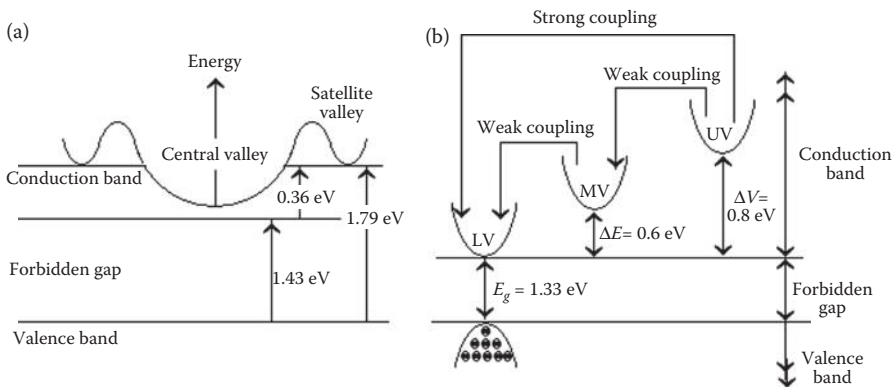 (a)
Energy
Satellite
valley
Central valley
Conduction band
0.36 eV
1.79 eV
Forbidden gap
1.43 eV
Valence band
(b)
Strong coupling
Weak coupling
UV
Weak coupling
MV
Conduction
band
ΔV=
0.8 eV
LV
ΔE= 0.6 eV
E_g = 1.33 eV
Forbidden
gap
Valence
band